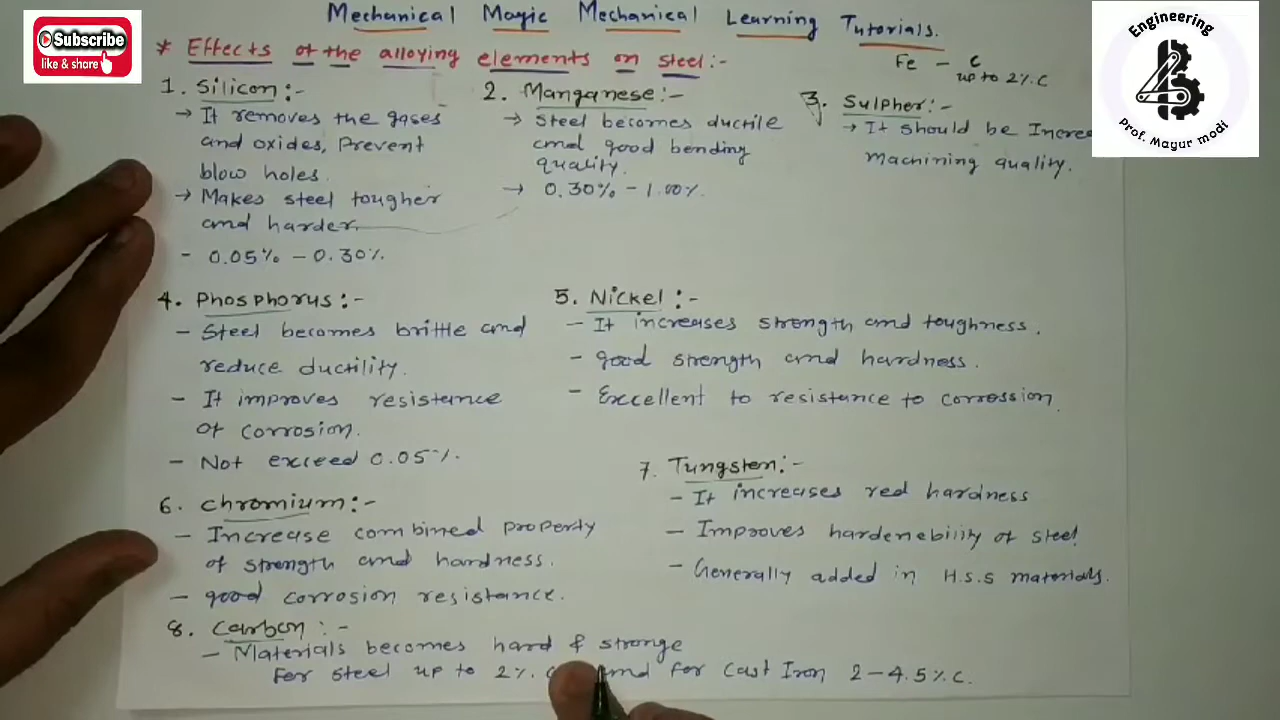 Mechanical Magic Mechanical Learning Tutorials.
Subscribe
like & share
Engineering
Prof. Mayur modi
* Effects of the alloying elements on steel:-
Fe - C
up to 2%.C
1. Silicon:-
→ It removes the gases
and oxides, Prevent
blow holes.
→ Makes steel tougher
and harder.
- 0.05% - 0.30%.
2. Manganese:-
→ Steel becomes ductile
and good bending
quality.
→ 0.30% - 1.00%.
3. Sulpher:-
→ It should be
Machining quality.
4. Phosphorus:-
- Steel becomes brittle and
reduce ductility.
- It improves resistance
of corrosion.
- Not exceed 0.05%.
5. Nickel:-
- It increases strength and toughness.
- good strength and hardness.
- Excellent to resistance to corrossion.
6. Chromium:-
- Increase combined property
of strength and hardness.
- good corrosion resistance.
7. Tungsten:-
- It increases red hardness
- Improves hardenebility of steel
- Generally added in H.S.S materials.
8. Carbon:-
- Materials becomes hard & stronge
For steel up to 2%. for Cast Iron 2-4.5%.C.